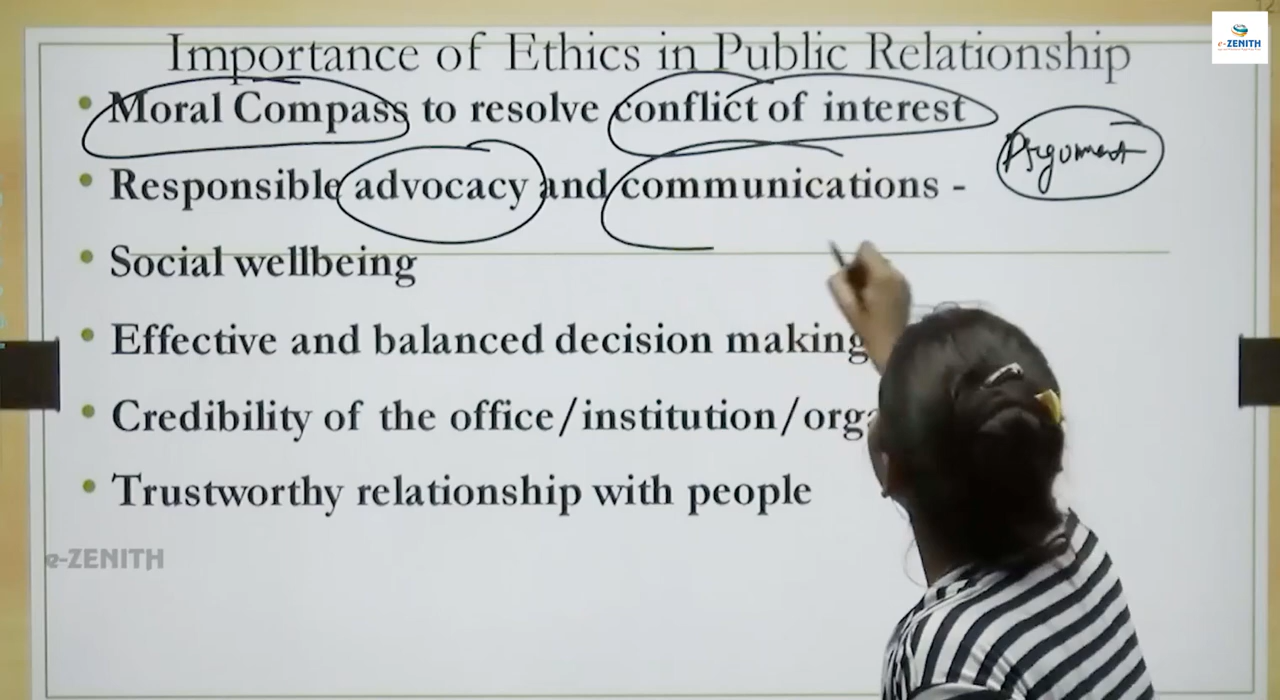 Importance of Ethics in Public Relationship
e-ZENITH
• Moral Compass to resolve conflict of interest
• Responsible advocacy and communications -
• Social wellbeing
• Effective and balanced decision making
• Credibility of the office/institution/orga
• Trustworthy relationship with people
e-ZENITH